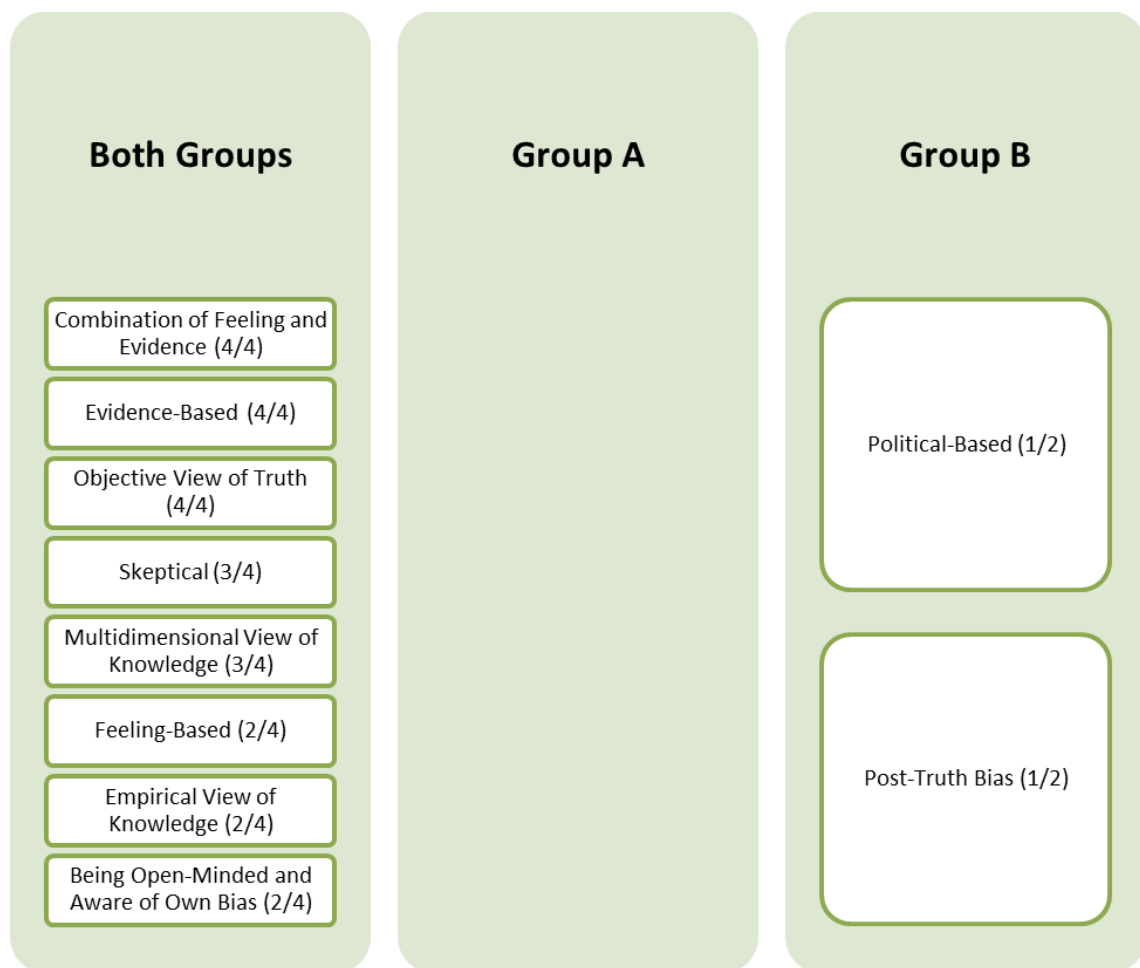 Both Groups
Combination of Feeling and
Evidence (4/4)
Evidence-Based (4/4)
Objective View of Truth
(4/4)
Skeptical (3/4)
Multidimensional View of
Knowledge (3/4)
Feeling-Based (2/4)
Empirical View of
Knowledge (2/4)
Being Open-Minded and
Aware of Own Bias (2/4)
Group A
Group B
Political-Based (1/2)
Post-Truth Bias (1/2)